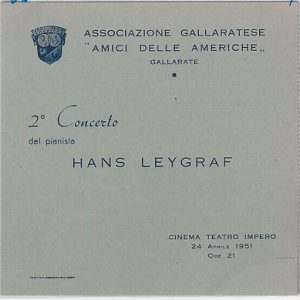 ASSOCIAZIONE GALLARATESE
"AMICI DELLE AMERICHE„
GALLARATE
2° Concerto
del pianista
HANS LEYGRAF
CINEMA TEATRO IMPERO
24 APRILE 1951
ORE 21